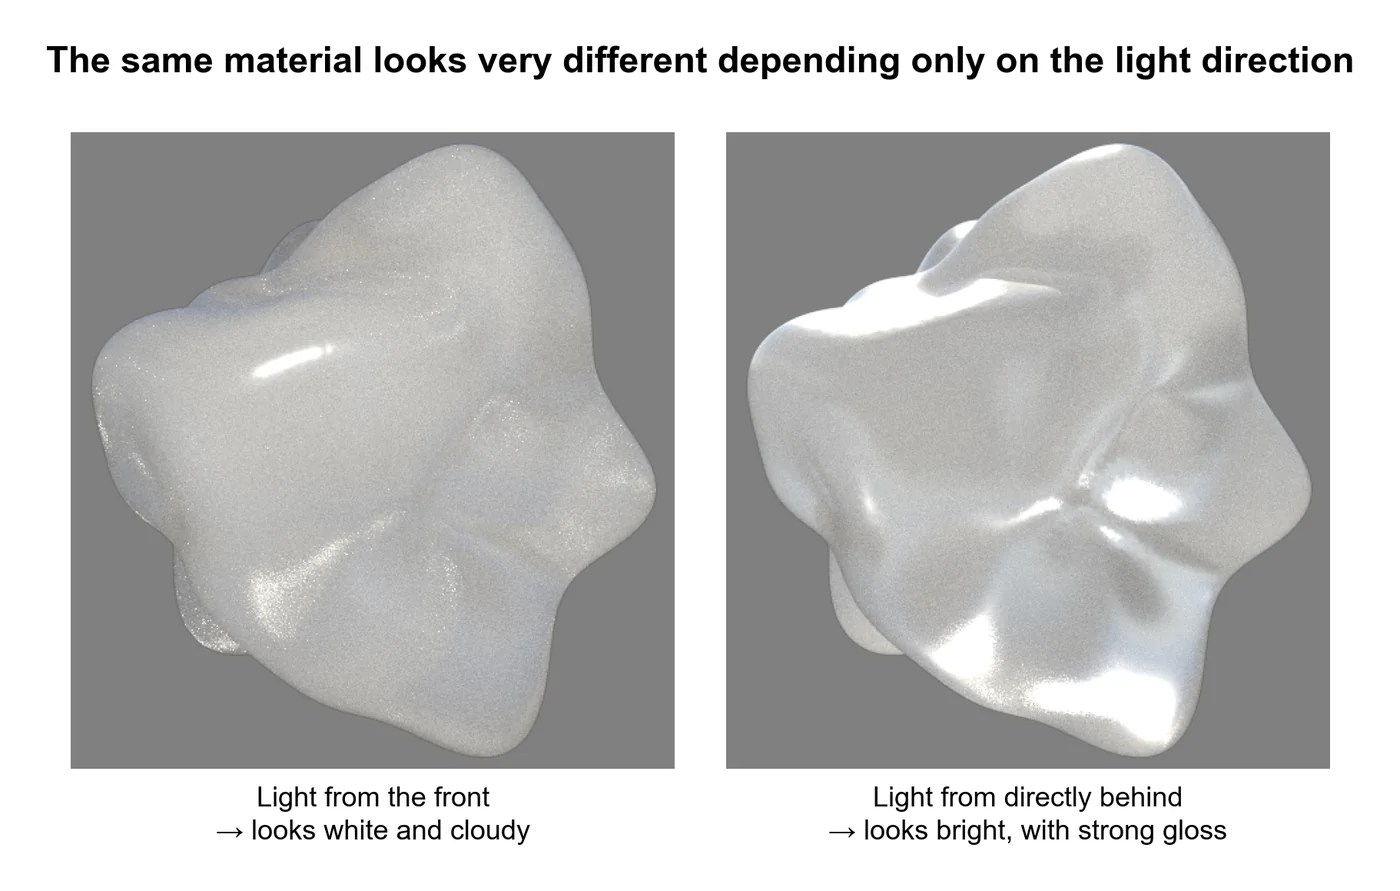 The same material looks very different depending only on the light direction
Light from the front
→ looks white and cloudy
Light from directly behind
→ looks bright, with strong gloss